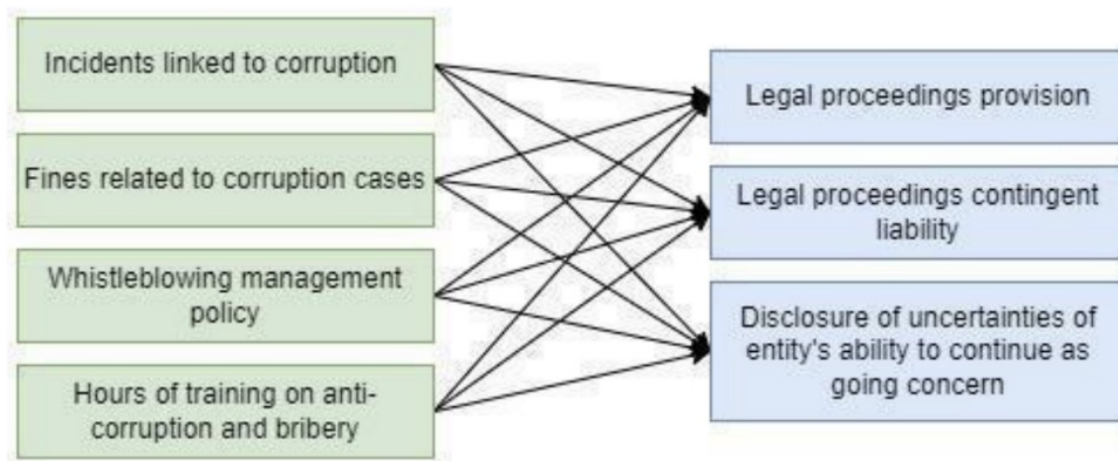 Incidents linked to corruption
Fines related to corruption cases
Whistleblowing management
policy
Hours of training on anti-
corruption and bribery
Legal proceedings provision
Legal proceedings contingent
liability
Disclosure of uncertainties of
entity's ability to continue as
going concern